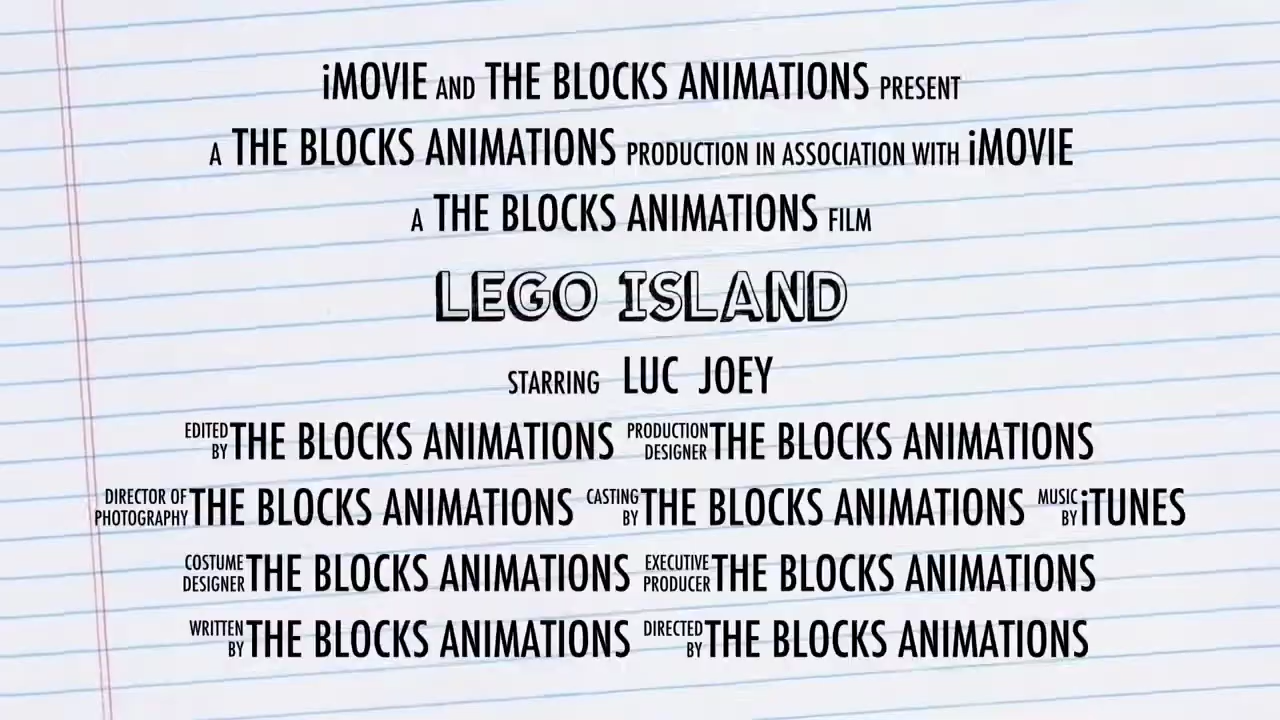 iMOVIE AND THE BLOCKS ANIMATIONS PRESENT
A THE BLOCKS ANIMATIONS PRODUCTION IN ASSOCIATION WITH iMOVIE
A THE BLOCKS ANIMATIONS FILM
LEGO ISLAND
STARRING LUC JOEY
EDITED BY THE BLOCKS ANIMATIONS PRODUCTION DESIGNER THE BLOCKS ANIMATIONS
DIRECTOR OF PHOTOGRAPHY THE BLOCKS ANIMATIONS CASTING BY THE BLOCKS ANIMATIONS MUSIC BY iTUNES
COSTUME DESIGNER THE BLOCKS ANIMATIONS EXECUTIVE PRODUCER THE BLOCKS ANIMATIONS
WRITTEN BY THE BLOCKS ANIMATIONS DIRECTED BY THE BLOCKS ANIMATIONS